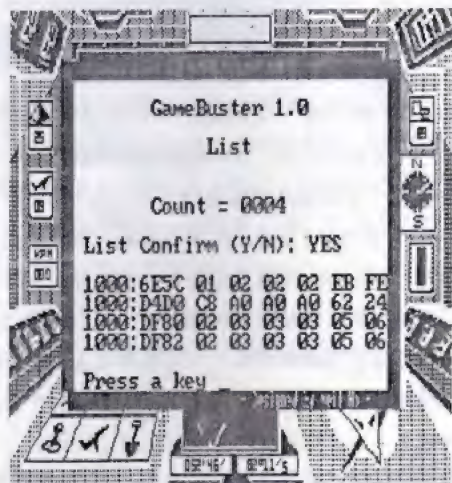 GameBuster 1.0
List
Count = 0004
List Confirm (Y/N): YES
1000:6E5C 01 02 02 02 EB FE
1000:D4D0 C8 A0 A0 A0 62 24
1000:DF80 02 03 03 03 05 06
1000:DF82 02 03 03 03 05 06
Press a key _
N
S